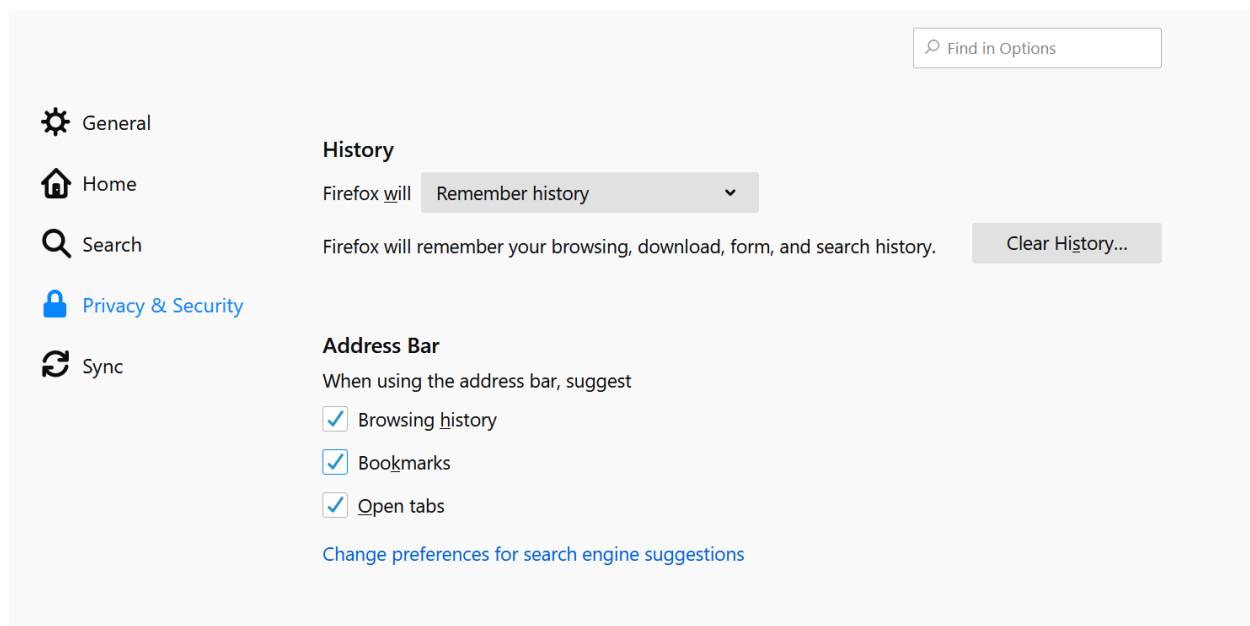 Find in Options
General
Home
Search
Privacy & Security
Sync
History
Firefox will Remember history
Firefox will remember your browsing, download, form, and search history. Clear History...
Address Bar
When using the address bar, suggest
Browsing history
Bookmarks
Open tabs
Change preferences for search engine suggestions